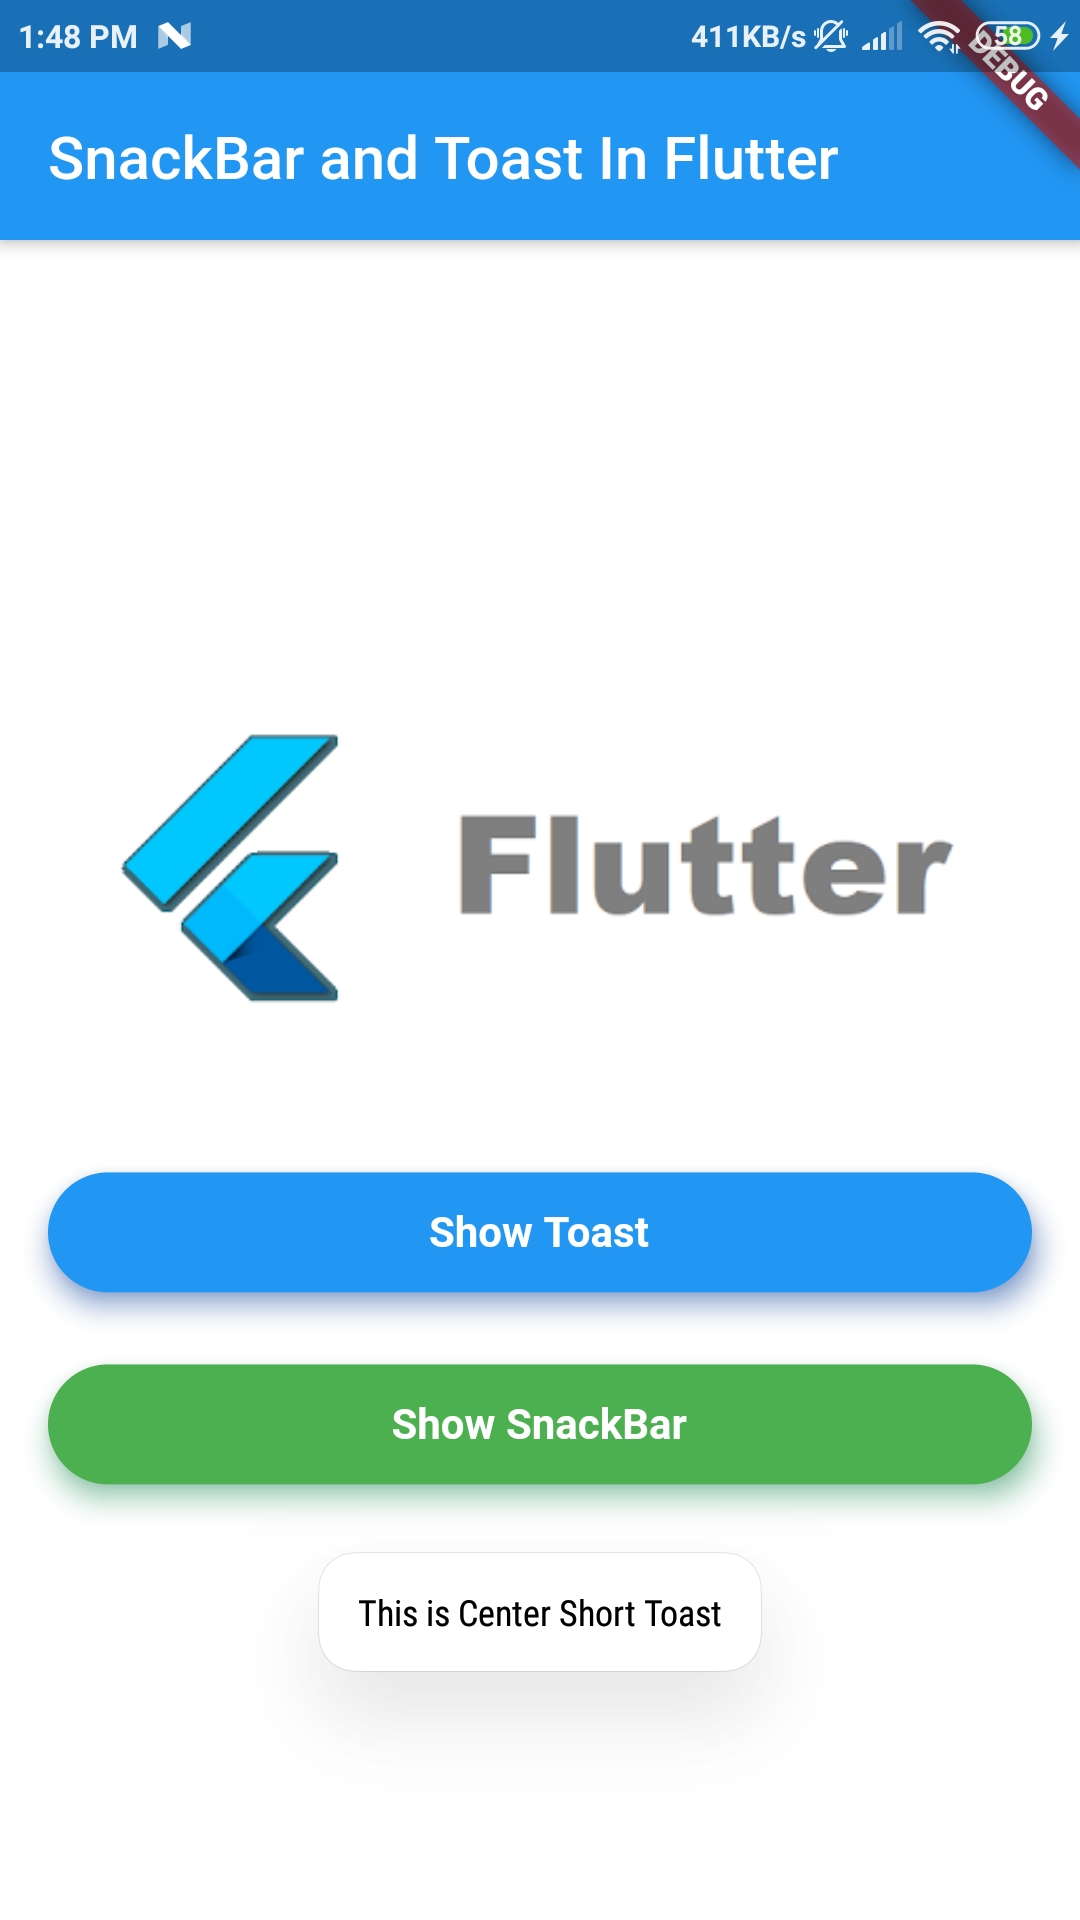 1:48 PM 411KB/s 58
DEBUG
SnackBar and Toast In Flutter
Flutter
Show Toast
Show SnackBar
This is Center Short Toast